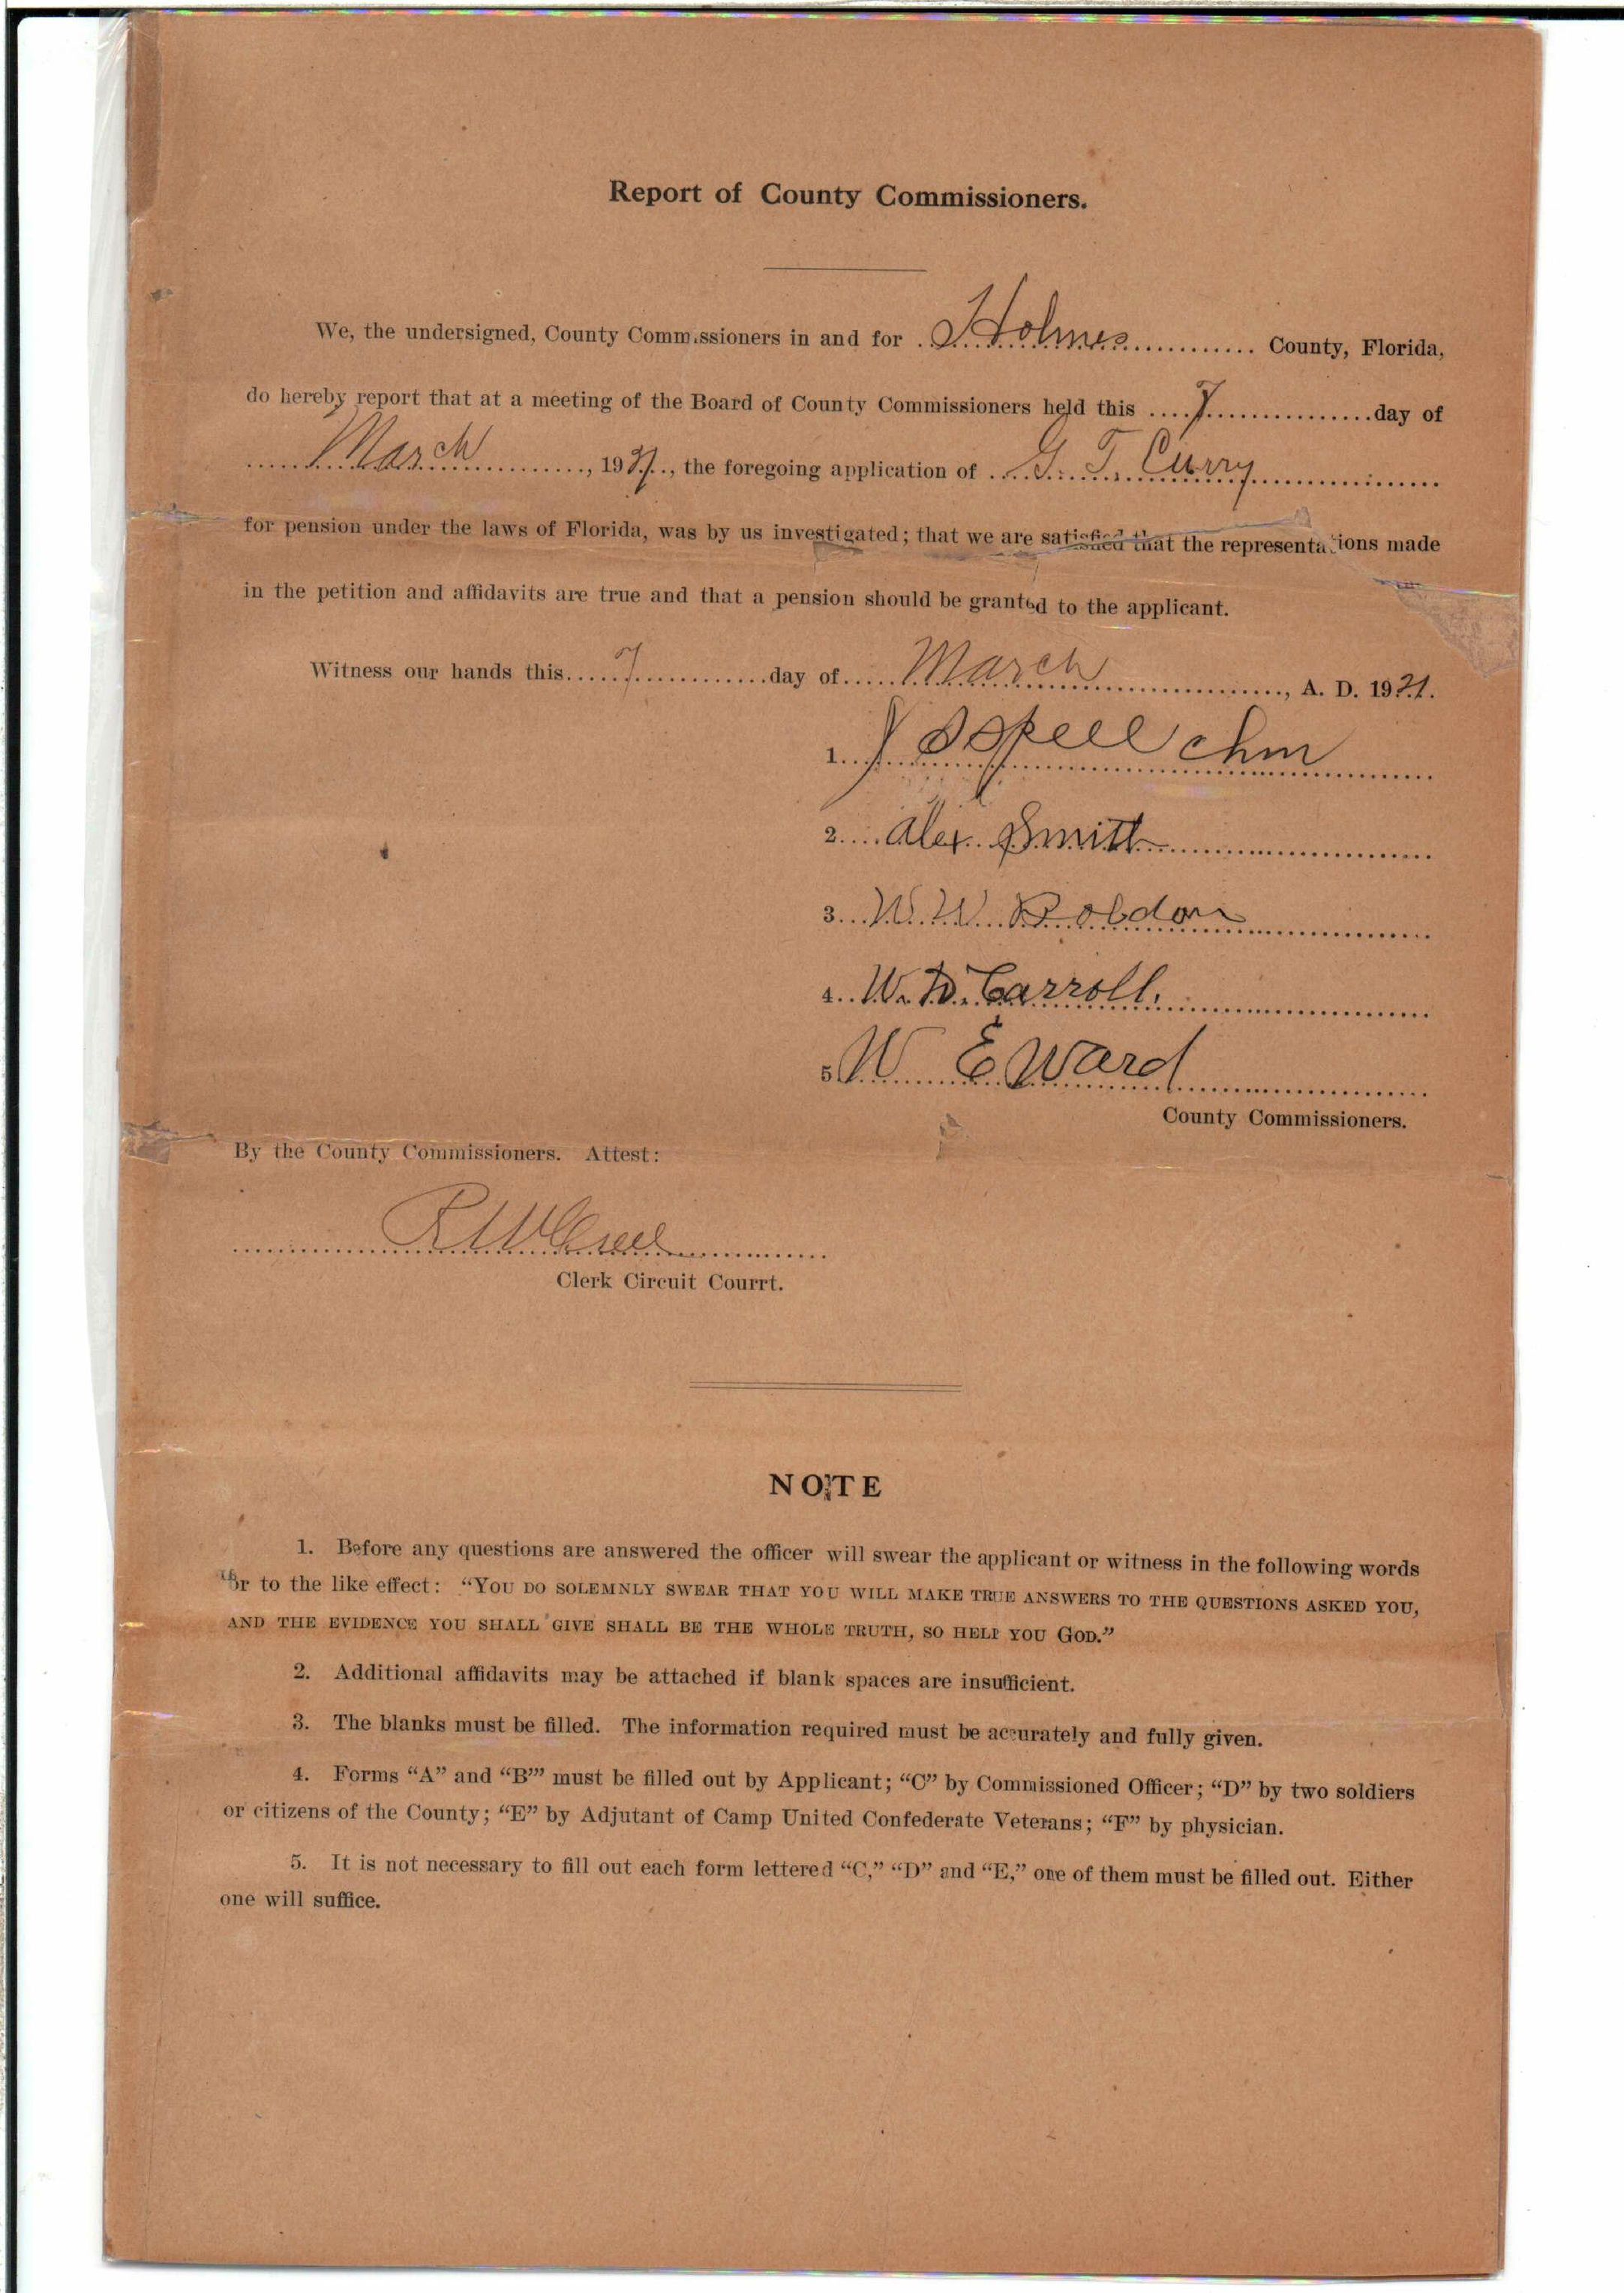 Report of County Commissioners.
We, the undersigned, County Commissioners in and for Holmes County, Florida,
do hereby report that at a meeting of the Board of County Commissioners held this 7 day of
March, 1921, the foregoing application of G. T. Curry
for pension under the laws of Florida, was by us investigated; that we are satisfied that the representations made
in the petition and affidavits are true and that a pension should be granted to the applicant.
Witness our hands this 7 day of March, A. D. 1921.
1. chm
2. Alex Smith
3. W. W.
4. W. D. Carroll.
5 W E Ward
County Commissioners.
By the County Commissioners. Attest:
Clerk Circuit Courrt.
NOTE
1. Before any questions are answered the officer will swear the applicant or witness in the following words
or to the like effect: “YOU DO SOLEMNLY SWEAR THAT YOU WILL MAKE TRUE ANSWERS TO THE QUESTIONS ASKED YOU,
AND THE EVIDENCE YOU SHALL GIVE SHALL BE THE WHOLE TRUTH, SO HELP YOU GOD.”
2. Additional affidavits may be attached if blank spaces are insufficient.
3. The blanks must be filled. The information required must be accurately and fully given.
4. Forms “A” and “B”’ must be filled out by Applicant; “C” by Commissioned Officer; “D” by two soldiers
or citizens of the County; “E” by Adjutant of Camp United Confederate Veterans; “F” by physician.
5. It is not necessary to fill out each form lettered “C,” “D” and “E,” one of them must be filled out. Either
one will suffice.